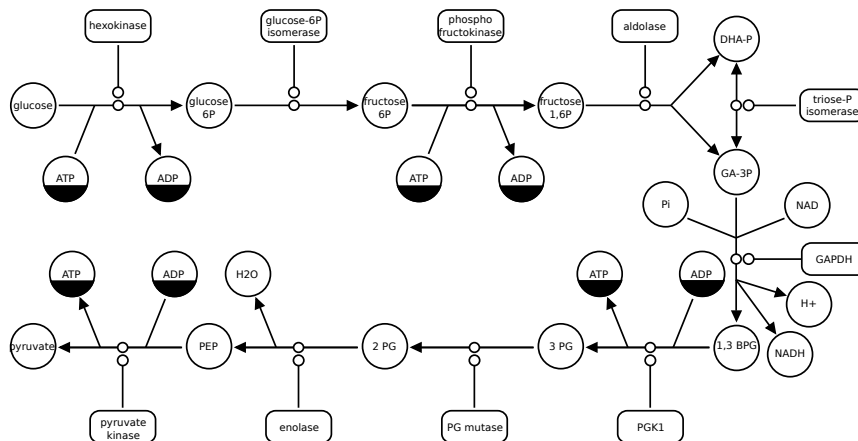 hexokinase
glucose-6P
isomerase
phospho
fructokinase
aldolase
DHA-P
glucose
glucose
6P
fructose
6P
fructose
1,6P
triose-P
isomerase
ATP
ADP
ATP
ADP
GA-3P
Pi
NAD
GAPDH
ATP
ADP
H2O
ATP
ADP
H+
pyruvate
PEP
2 PG
3 PG
1,3 BPG
NADH
pyruvate
kinase
enolase
PG mutase
PGK1